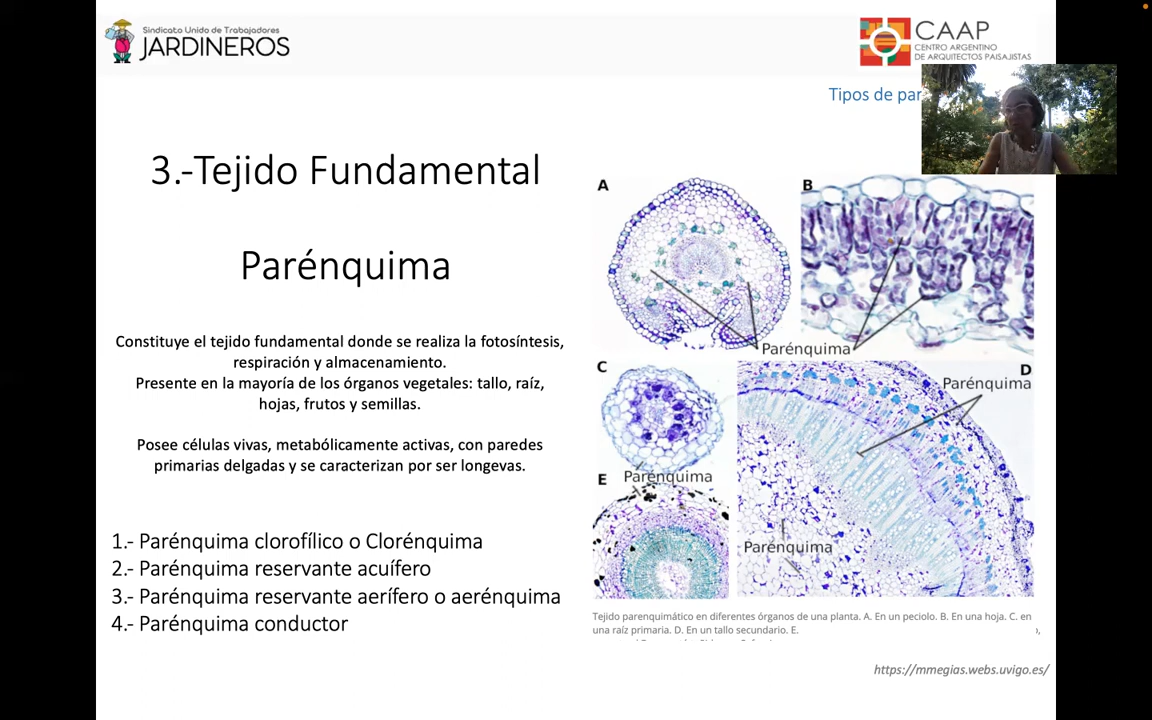 Sindicato Unido de Trabajadores
JARDINEROS
CAAP
CENTRO ARGENTINO
DE ARQUITECTOS PAISAJISTAS
Tipos de par
3.-Tejido Fundamental
Parénquima
Constituye el tejido fundamental donde se realiza la fotosíntesis,
respiración y almacenamiento.
Presente en la mayoría de los órganos vegetales: tallo, raíz,
hojas, frutos y semillas.
Posee células vivas, metabólicamente activas, con paredes
primarias delgadas y se caracterizan por ser longevas.
1.- Parénquima clorofílico o Clorénquima
2.- Parénquima reservante acuífero
3.- Parénquima reservante aerífero o aerénquima
4.- Parénquima conductor
A
B
Parénquima
C
D
Parénquima
E
Parénquima
Parénquima
Tejido parenquimático en diferentes órganos de una planta. A. En un peciolo. B. En una hoja. C. en
una raíz primaria. D. En un tallo secundario. E.
https://mmegias.webs.uvigo.es/